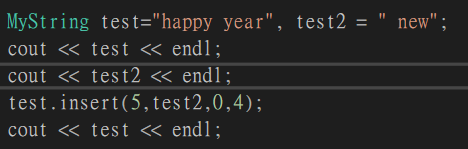 MyString test="happy year", test2 = " new";
cout << test << endl;
cout << test2 << endl;
test.insert(5,test2,0,4);
cout << test << endl;